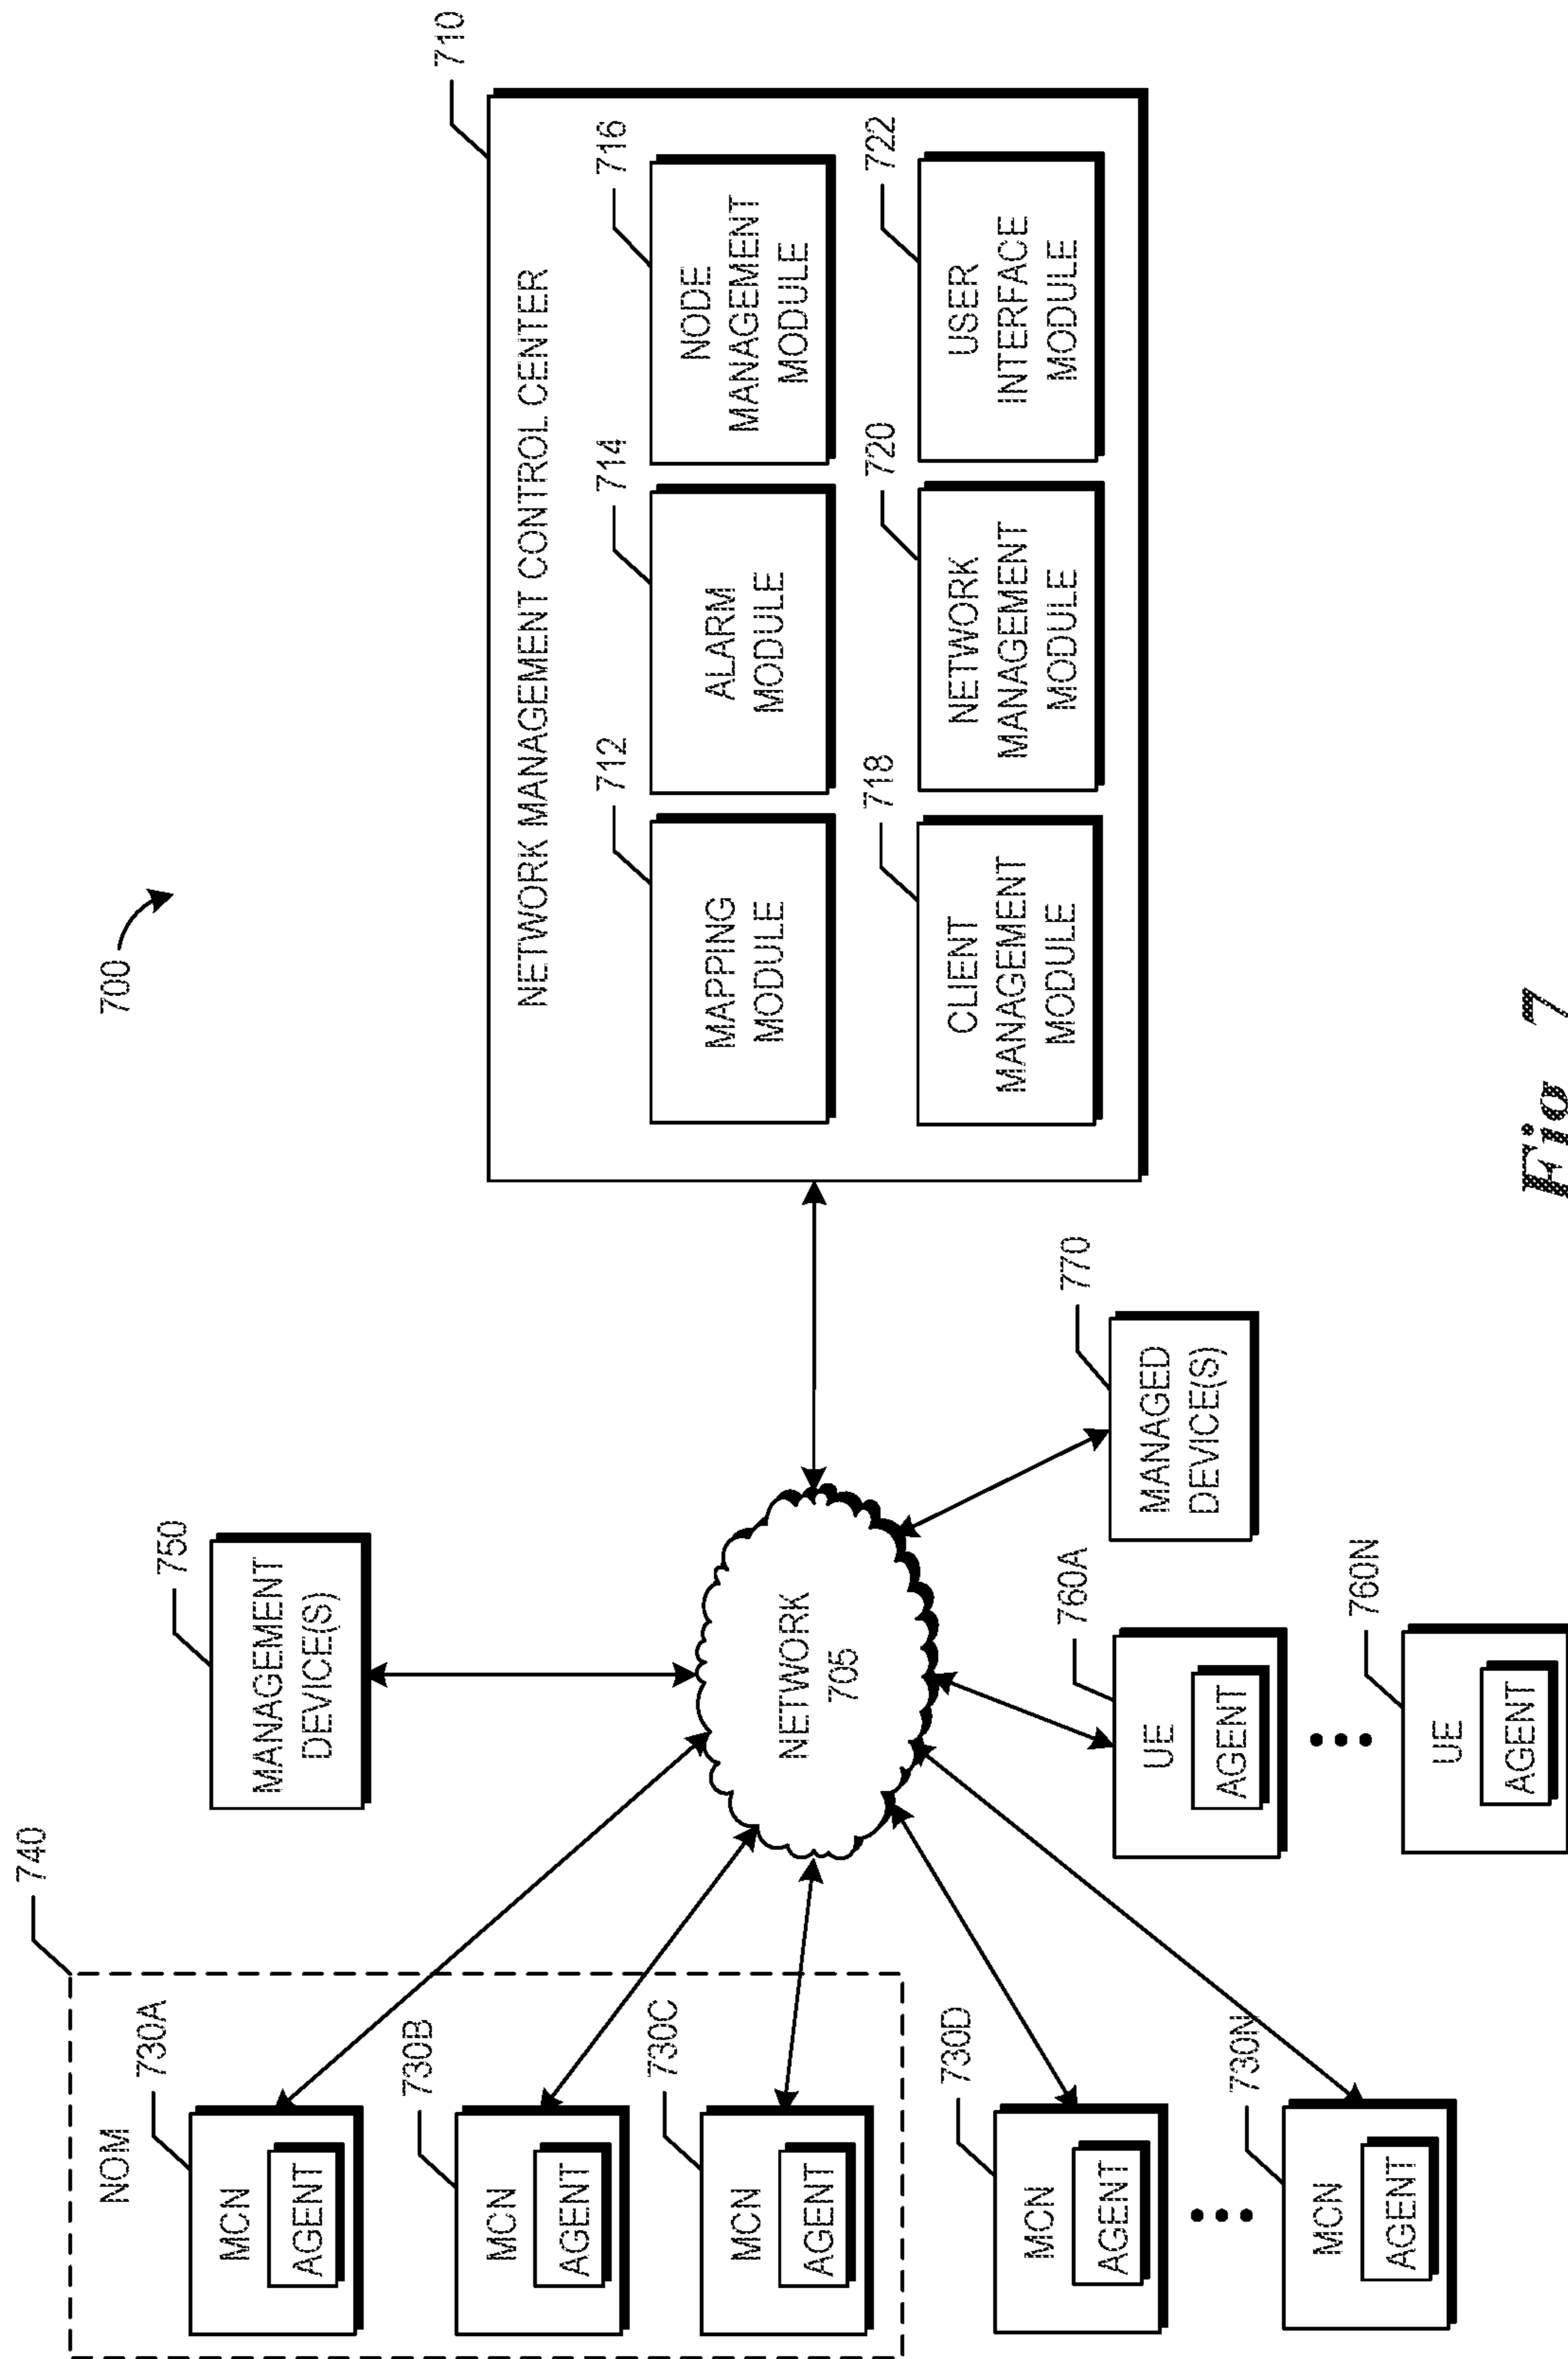 700
710
NETWORK MANAGEMENT CONTROL CENTER
712
MAPPING
MODULE
714
ALARM
MODULE
716
NODE
MANAGEMENT
MODULE
718
CLIENT
MANAGEMENT
MODULE
720
NETWORK
MANAGEMENT
MODULE
722
USER
INTERFACE
MODULE
740
NOM
730A
MCN
AGENT
730B
MCN
AGENT
730C
MCN
AGENT
730D
MCN
AGENT
730N
MCN
AGENT
750
MANAGEMENT
DEVICE(S)
NETWORK
705
760A
UE
AGENT
760N
UE
AGENT
770
MANAGED
DEVICE(S)
Fig. 7